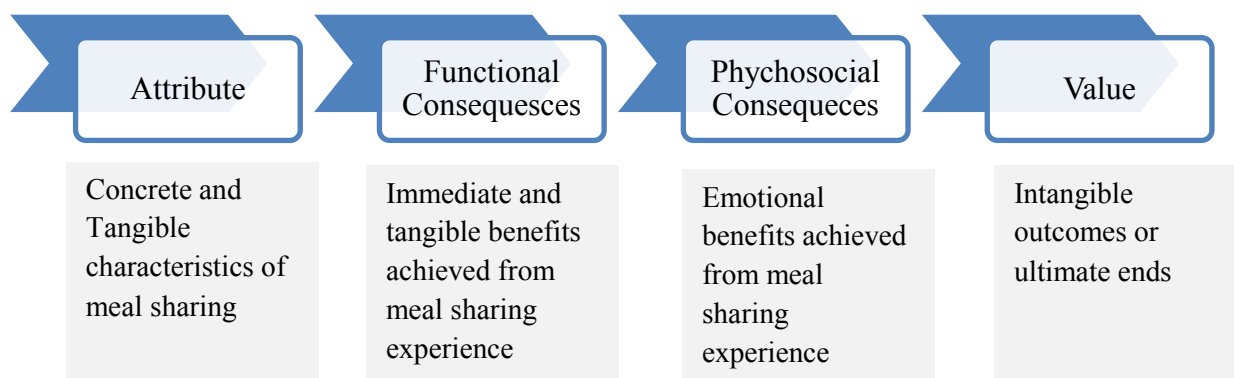 Attribute
Functional
Consequesces
Phychosocial
Consequeces
Value
Concrete and
Tangible
characteristics of
meal sharing
Immediate and
tangible benefits
achieved from
meal sharing
experience
Emotional
benefits achieved
from meal
sharing
experience
Intangible
outcomes or
ultimate ends